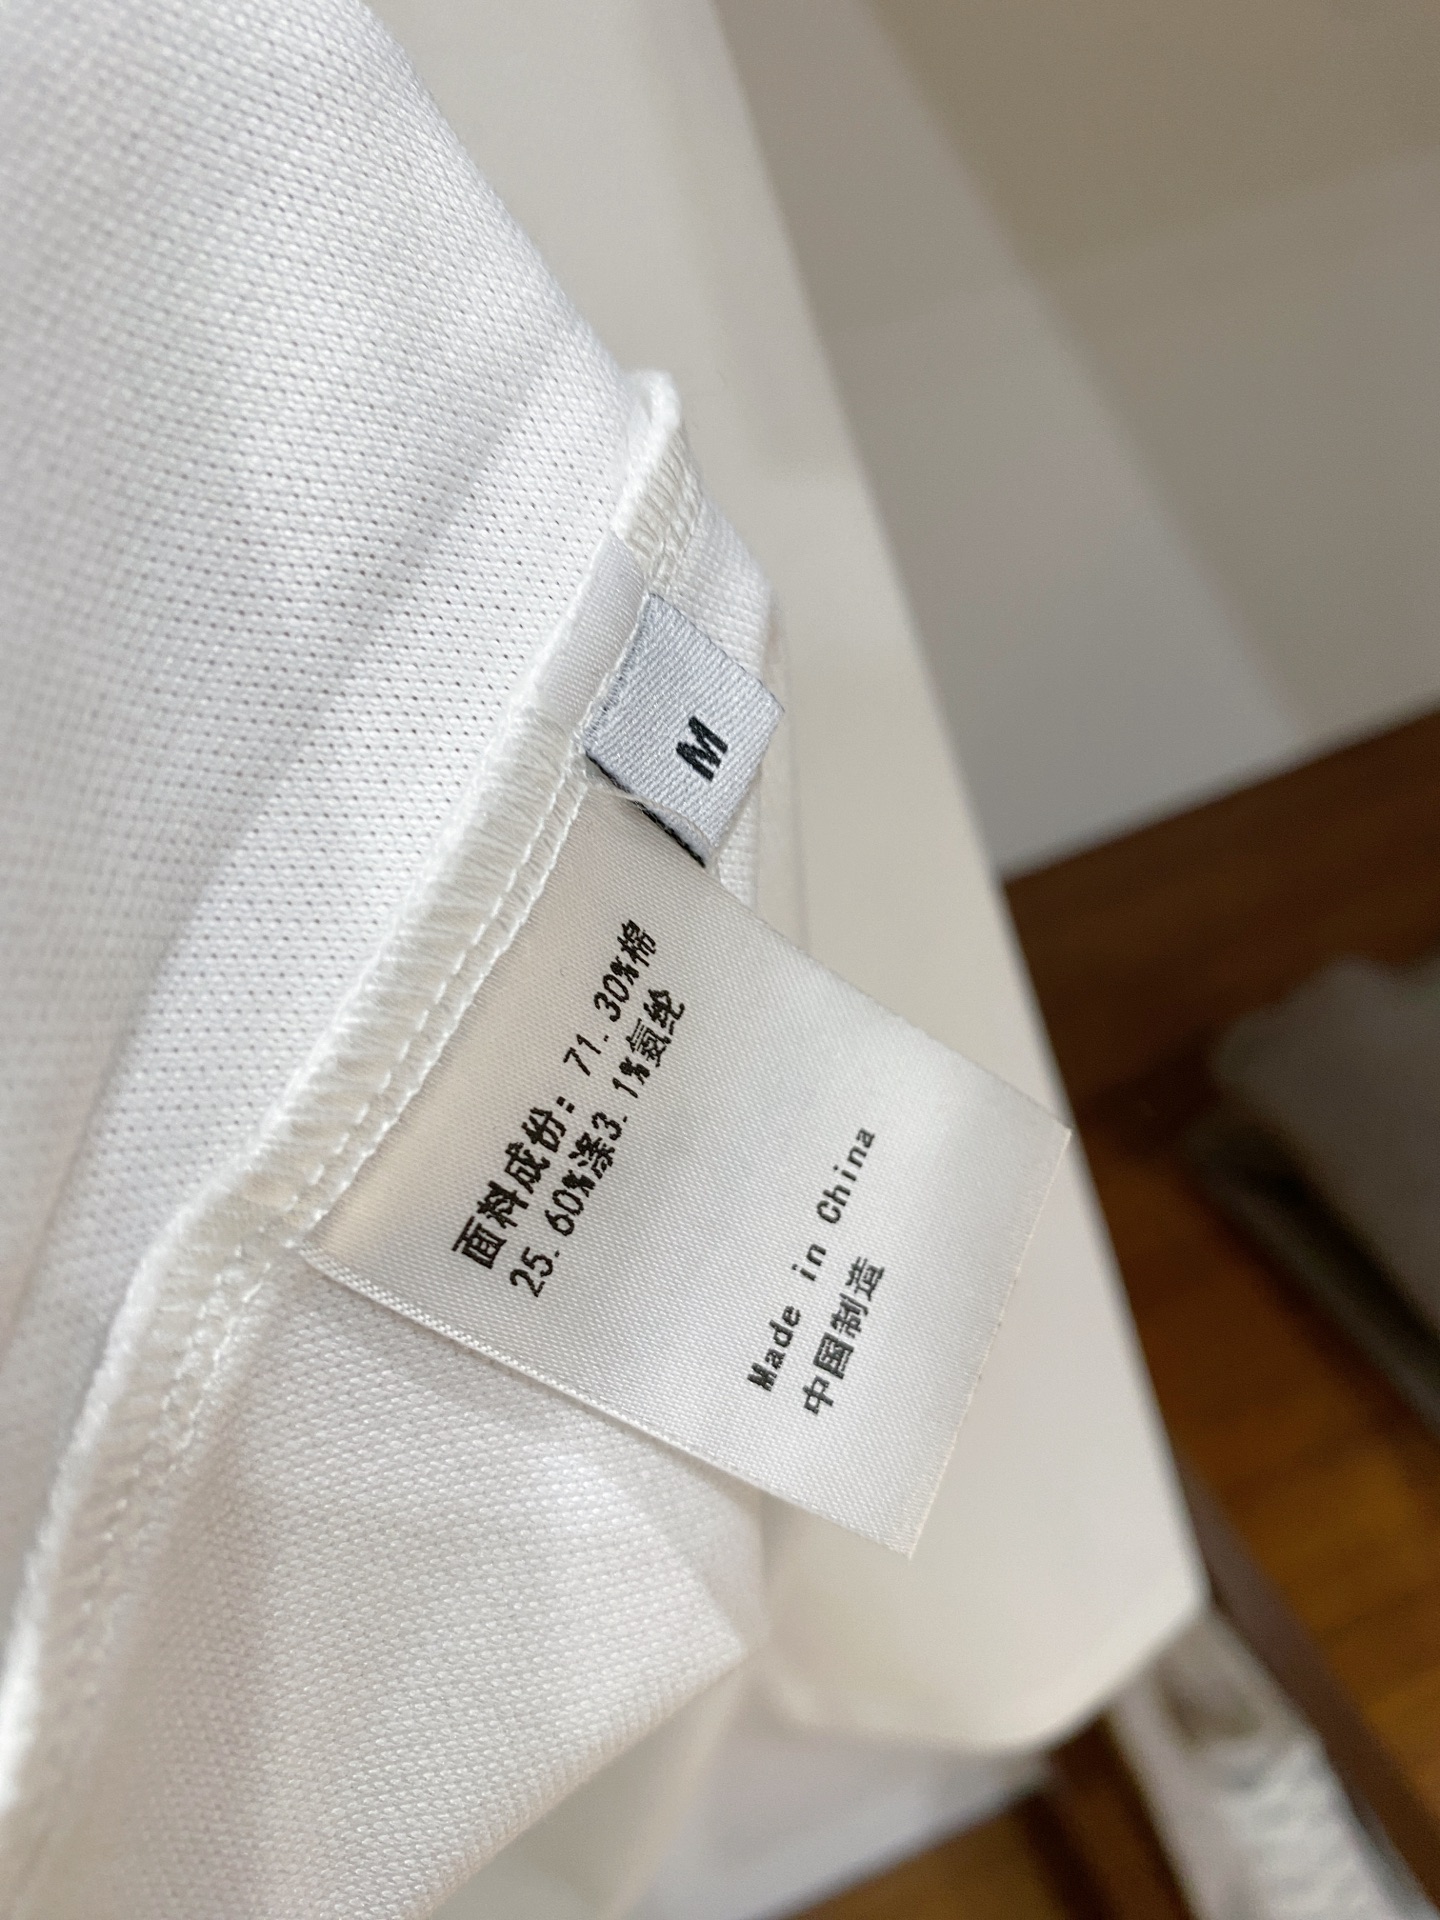 M
面料成份：71.30%棉
25.60%涤3.1%氨纶
Made in China
中国制造